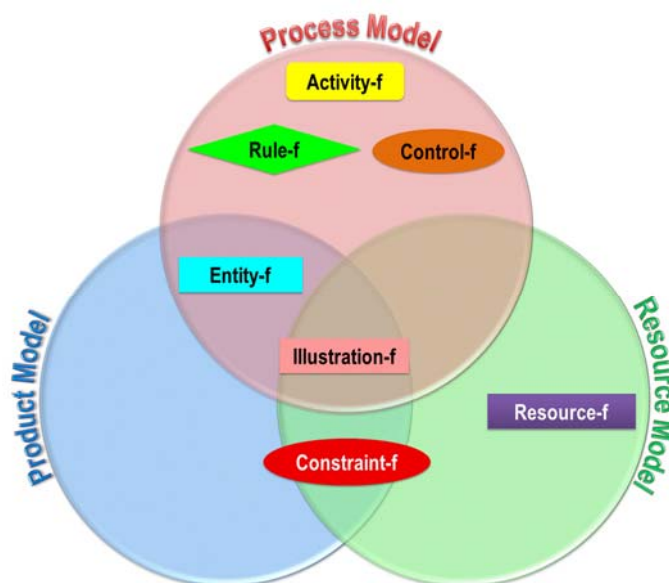 Process Model
Activity-f
Rule-f
Control-f
Entity-f
Illustration-f
Product Model
Resource Model
Resource-f
Constraint-f